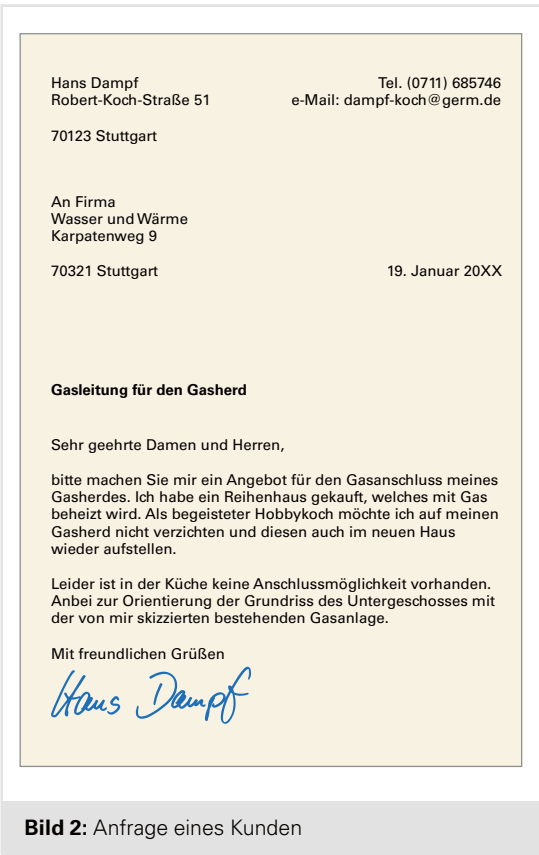 Hans Dampf Tel. (0711) 685746
Robert-Koch-Straße 51 e-Mail: dampf-koch@germ.de
70123 Stuttgart
An Firma
Wasser und Wärme
Karpatenweg 9
70321 Stuttgart 19. Januar 20XX
Gasleitung für den Gasherd
Sehr geehrte Damen und Herren,
bitte machen Sie mir ein Angebot für den Gasanschluss meines
Gasherdes. Ich habe ein Reihenhaus gekauft, welches mit Gas
beheizt wird. Als begeisteter Hobbykoch möchte ich auf meinen
Gasherd nicht verzichten und diesen auch im neuen Haus
wieder aufstellen.
Leider ist in der Küche keine Anschlussmöglichkeit vorhanden.
Anbei zur Orientierung der Grundriss des Untergeschosses mit
der von mir skizzierten bestehenden Gasanlage.
Mit freundlichen Grüßen
Hans Dampf
Bild 2: Anfrage eines Kunden